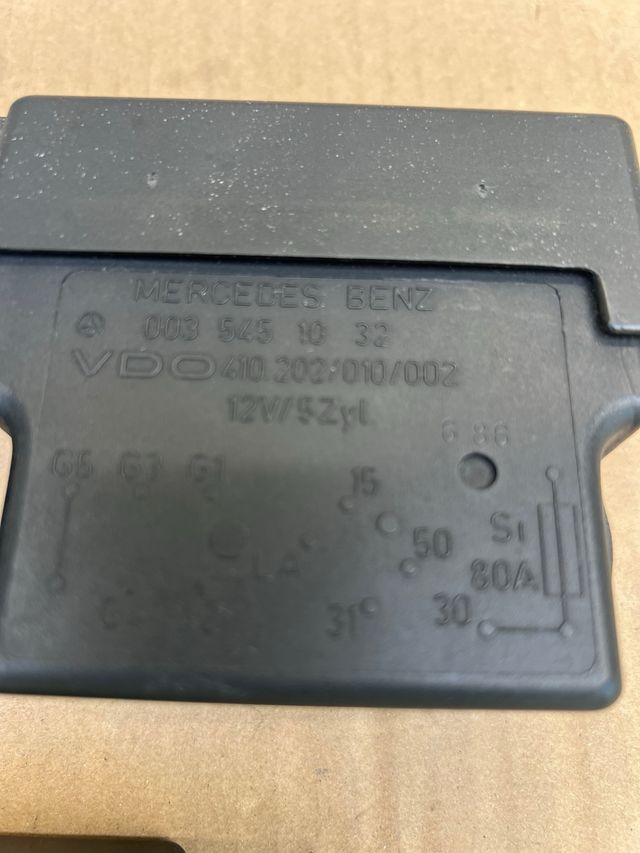 MERCEDES BENZ
003 545 10 32
VDO 410.202/010/002
12V/5Zyl.
6 86
G5 G3 G1
15
50
Si
80A
LA
31
30